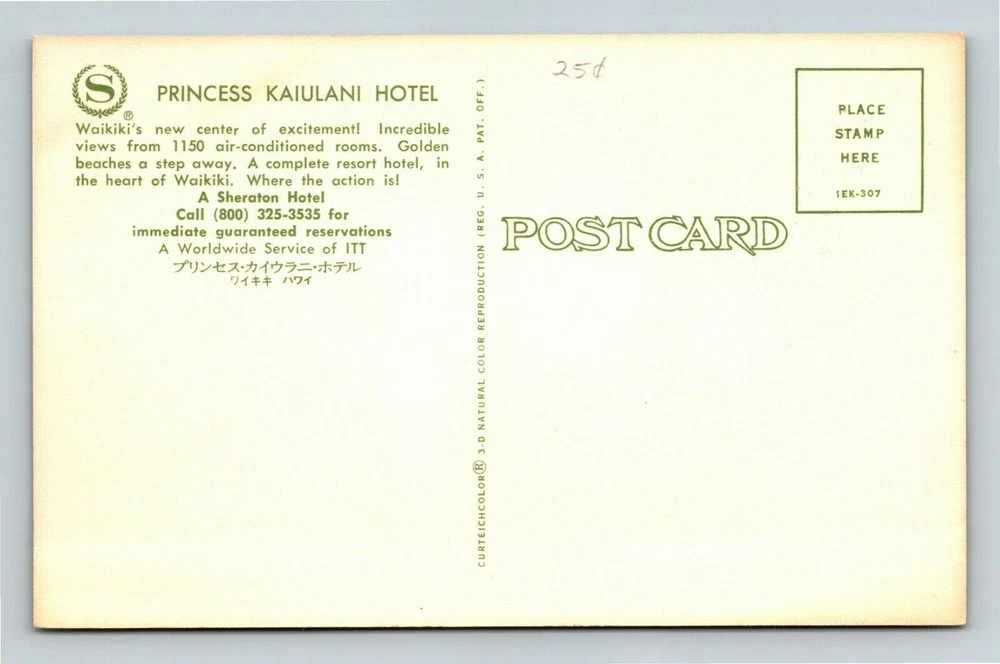 S
®
PRINCESS KAIULANI HOTEL
Waikiki's new center of excitement! Incredible
views from 1150 air-conditioned rooms. Golden
beaches a step away. A complete resort hotel, in
the heart of Waikiki. Where the action is!
A Sheraton Hotel
Call (800) 325-3535 for
immediate guaranteed reservations
A Worldwide Service of ITT
プリンセス・カイウラニ・ホテル
ワイキキ ハワイ
CURTEICHCOLOR® 3-D NATURAL COLOR REPRODUCTION (REG. U. S. A. PAT. OFF.)
25¢
POST CARD
PLACE
STAMP
HERE
1EK-307